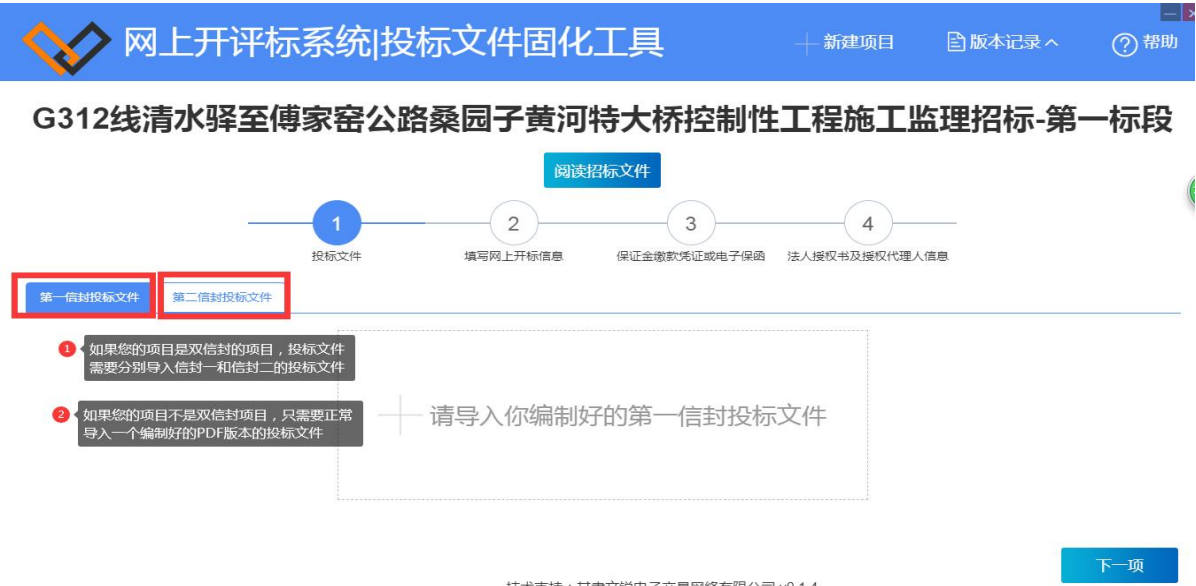 网上开评标系统|投标文件固化工具
新建项目
版本记录
帮助
G312线清水驿至傅家窑公路桑园子黄河特大桥控制性工程施工监理招标-第一标段
阅读招标文件
1
2
3
4
投标文件
填写网上开标信息
保证金缴款凭证或电子保函
法人授权书及授权代理人信息
第一信封投标文件
第二信封投标文件
1
如果您的项目是双信封的项目，投标文件
需要分别导入信封一和信封二的投标文件
2
如果您的项目不是双信封项目，只需要正常
导入一个编制好的PDF版本的投标文件
请导入你编制好的第一信封投标文件
下一项